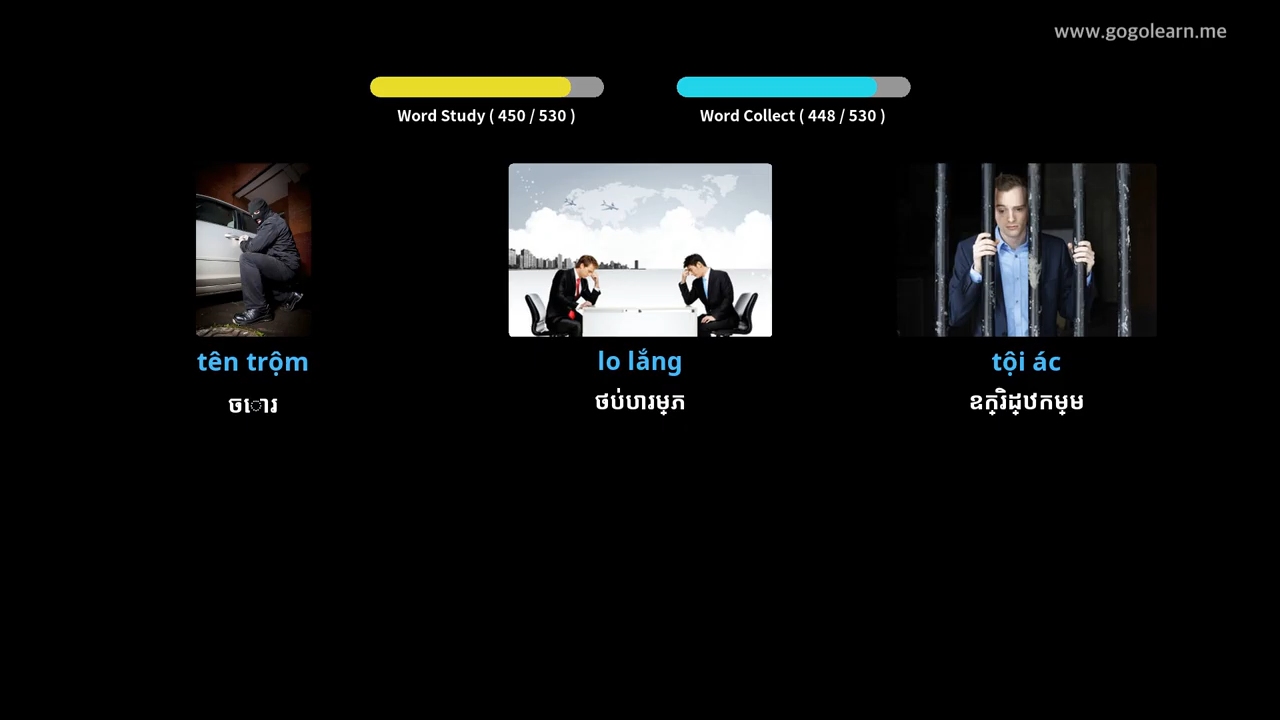 www.gogolearn.me
Word Study ( 450 / 530 )
Word Collect ( 448 / 530 )
tên trộm
lo lắng
tội ác
ចោរ
ថប់បារម្ភ
ឧក្រិដ្ឋកម្ម